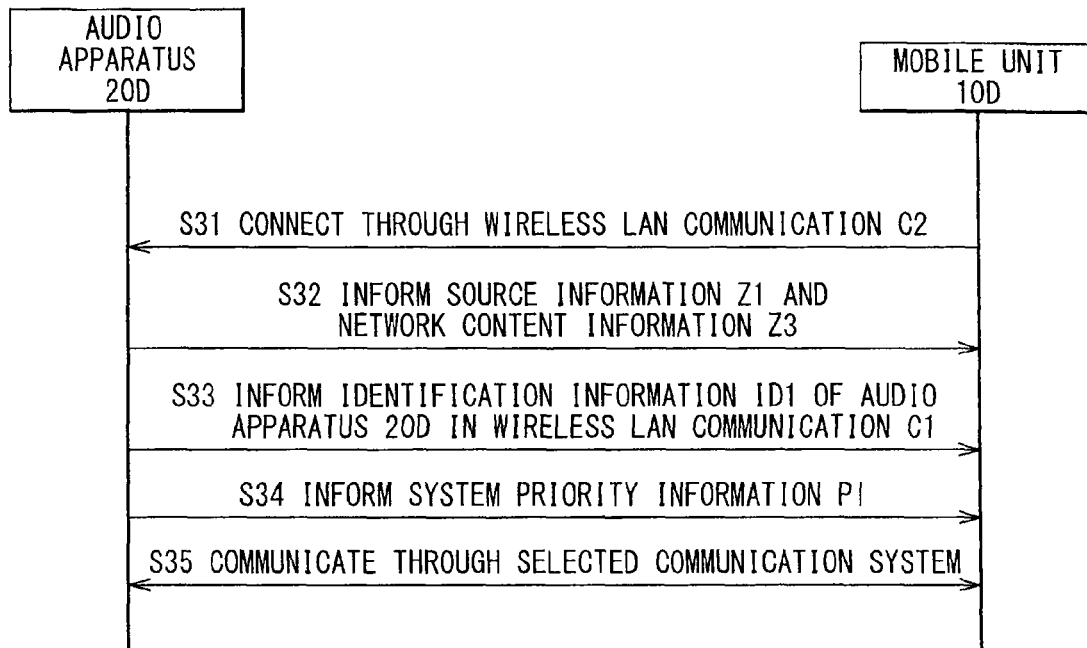 AUDIO
APPARATUS
20D
MOBILE UNIT
10D
S31 CONNECT THROUGH WIRELESS LAN COMMUNICATION C2
S32 INFORM SOURCE INFORMATION Z1 AND
NETWORK CONTENT INFORMATION Z3
S33 INFORM IDENTIFICATION INFORMATION ID1 OF AUDIO
APPARATUS 20D IN WIRELESS LAN COMMUNICATION C1
S34 INFORM SYSTEM PRIORITY INFORMATION P1
S35 COMMUNICATE THROUGH SELECTED COMMUNICATION SYSTEM